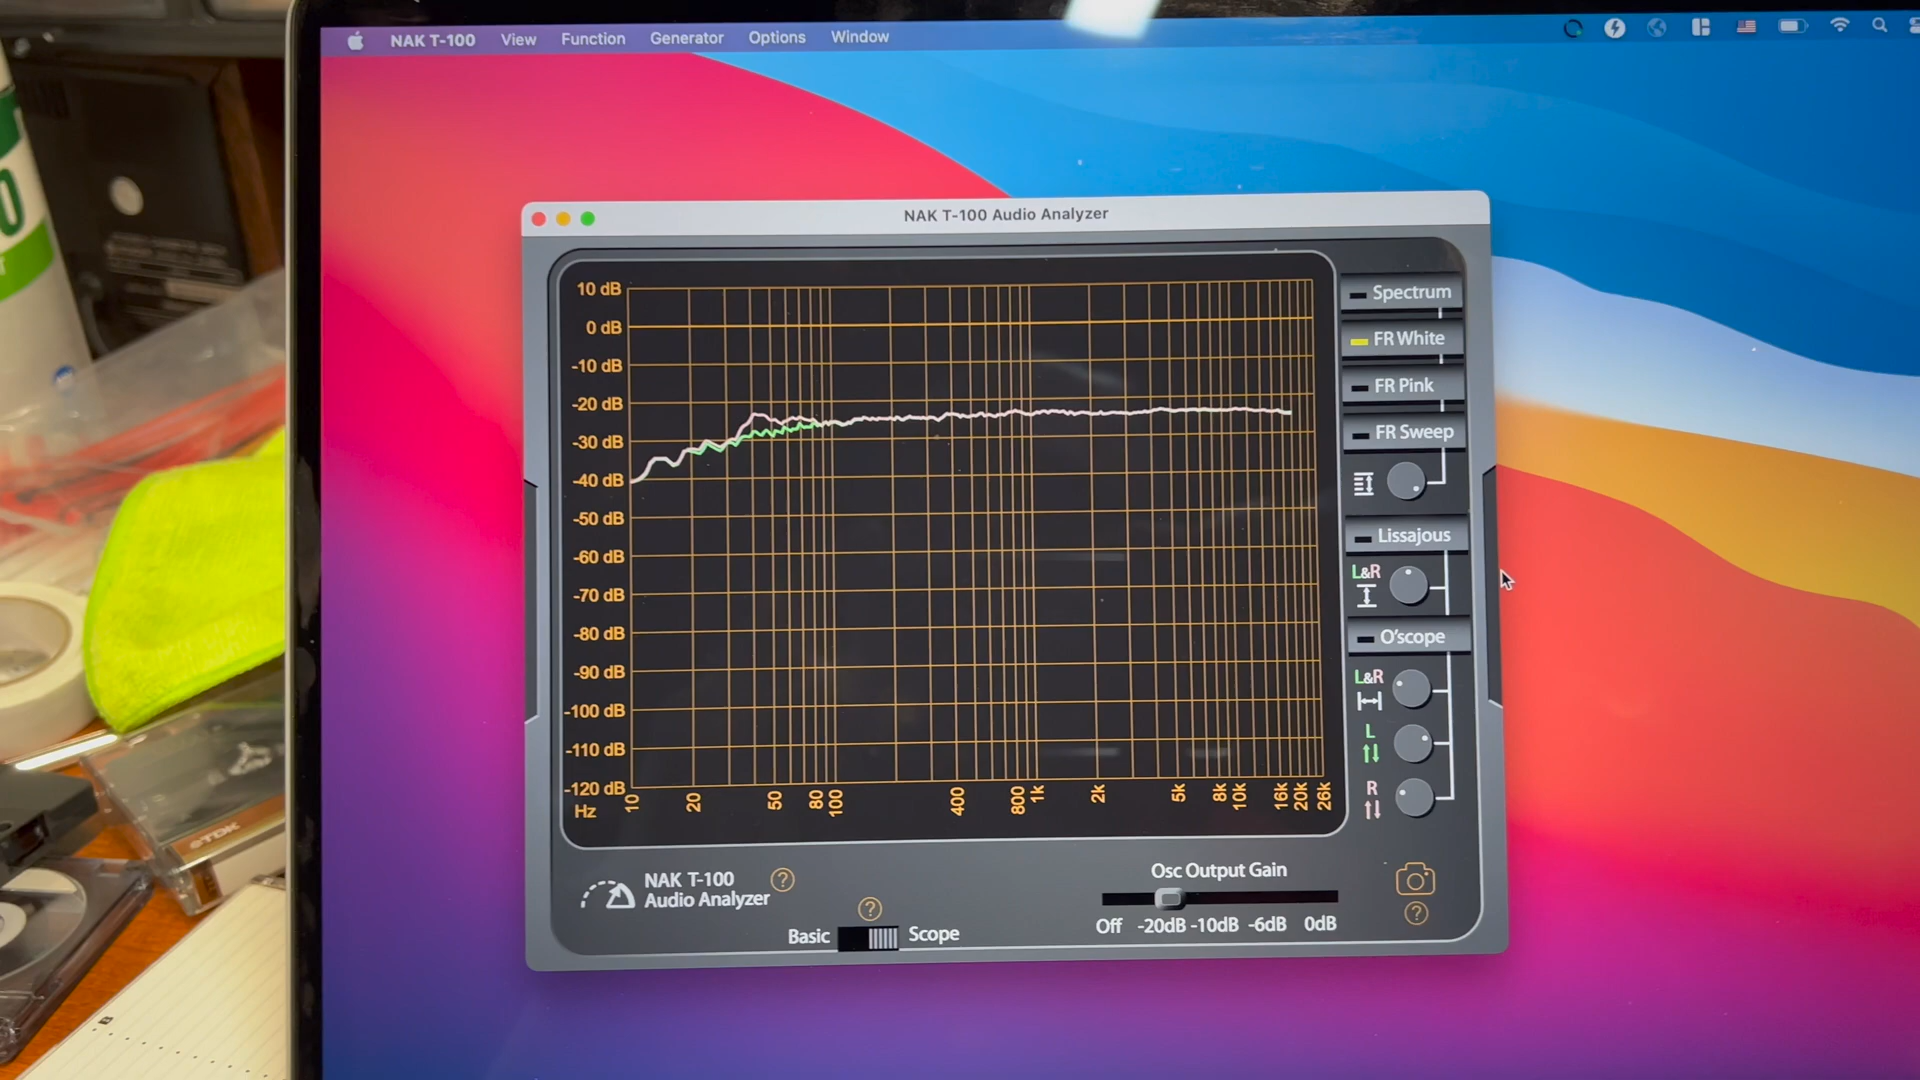 NAK T-100 View Function Generator Options Window
NAK T-100 Audio Analyzer
10 dB
0 dB
-10 dB
-20 dB
-30 dB
-40 dB
-50 dB
-60 dB
-70 dB
-80 dB
-90 dB
-100 dB
-110 dB
-120 dB
Hz
10 20 50 80 100 400 800 1k 2k 5k 8k 10k 16k 20k 26k
Spectrum
FR White
FR Pink
FR Sweep
Lissajous
L&R
O'scope
L&R
L
R
NAK T-100
Audio Analyzer
?
?
Basic
Scope
Osc Output Gain
Off -20dB -10dB -6dB 0dB
?
TDK
0